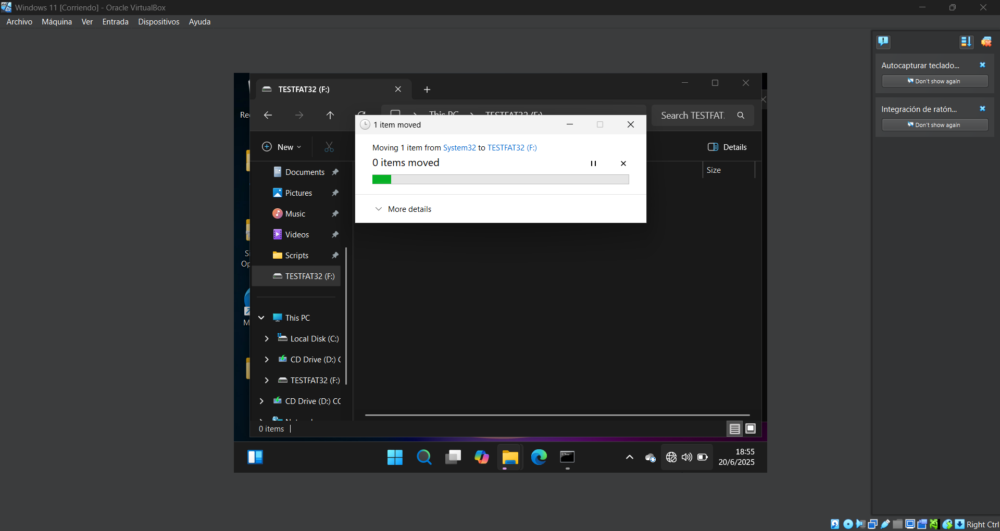 Windows 11 [Corriendo] - Oracle VirtualBox
Archivo Máquina Ver Entrada Dispositivos Ayuda
Autocapturar teclado...
Don't show again
Integración de ratón...
Don't show again
TESTFAT32 (F:)
This PC TESTFAT32 (F:)
Search TESTFAT:
1 item moved
Moving 1 item from System32 to TESTFAT32 (F:)
0 items moved
More details
New
Details
Size
Documents
Pictures
Music
Videos
Scripts
TESTFAT32 (F:)
This PC
Local Disk (C:)
CD Drive (D:) C
TESTFAT32 (F:)
CD Drive (D:) CC
0 items
18:55
20/6/2025
Right Ctrl